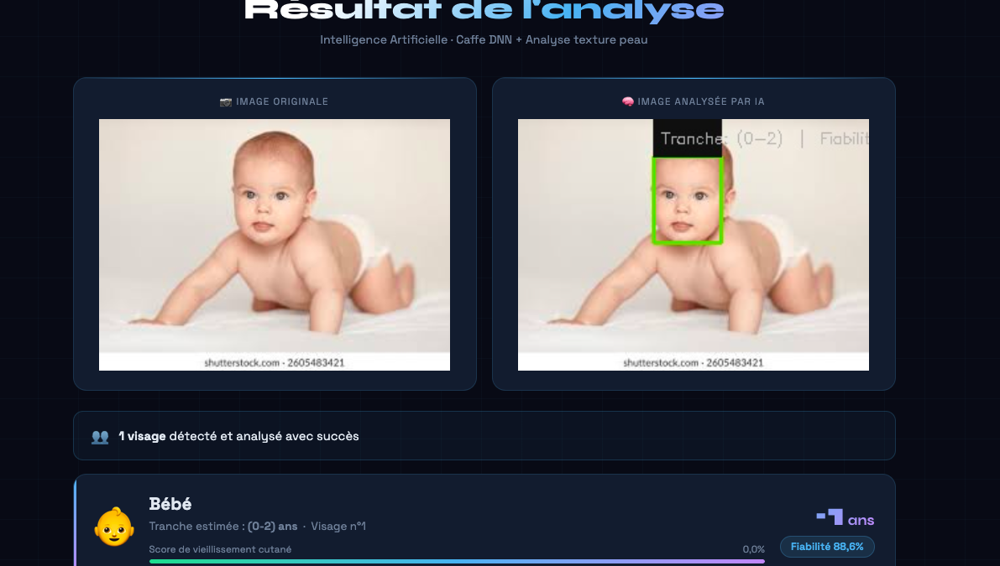 Résultat de l'analyse
Intelligence Artificielle · Caffe DNN + Analyse texture peau
IMAGE ORIGINALE
shutterstock.com · 2605483421
IMAGE ANALYSÉE PAR IA
Tranche: (0-2) | Fiabilit
shutterstock.com · 2605483421
1 visage détecté et analysé avec succès
Bébé
Tranche estimée : (0-2) ans · Visage n°1
Score de vieillissement cutané 0,0%
-1 ans
Fiabilité 88,6%